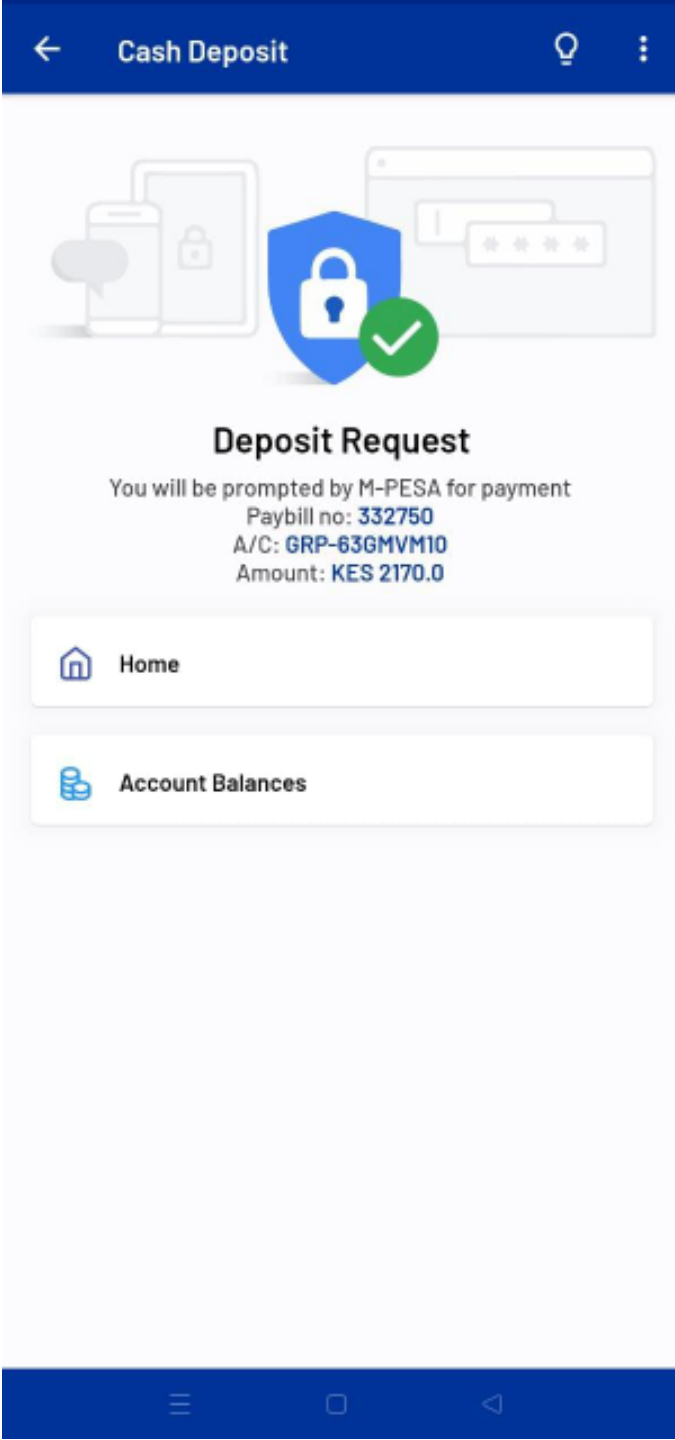 Cash Deposit
* * * *
Deposit Request
You will be prompted by M-PESA for payment
Paybill no: 332750
A/C: GRP-63GMVM10
Amount: KES 2170.0
Home
Account Balances